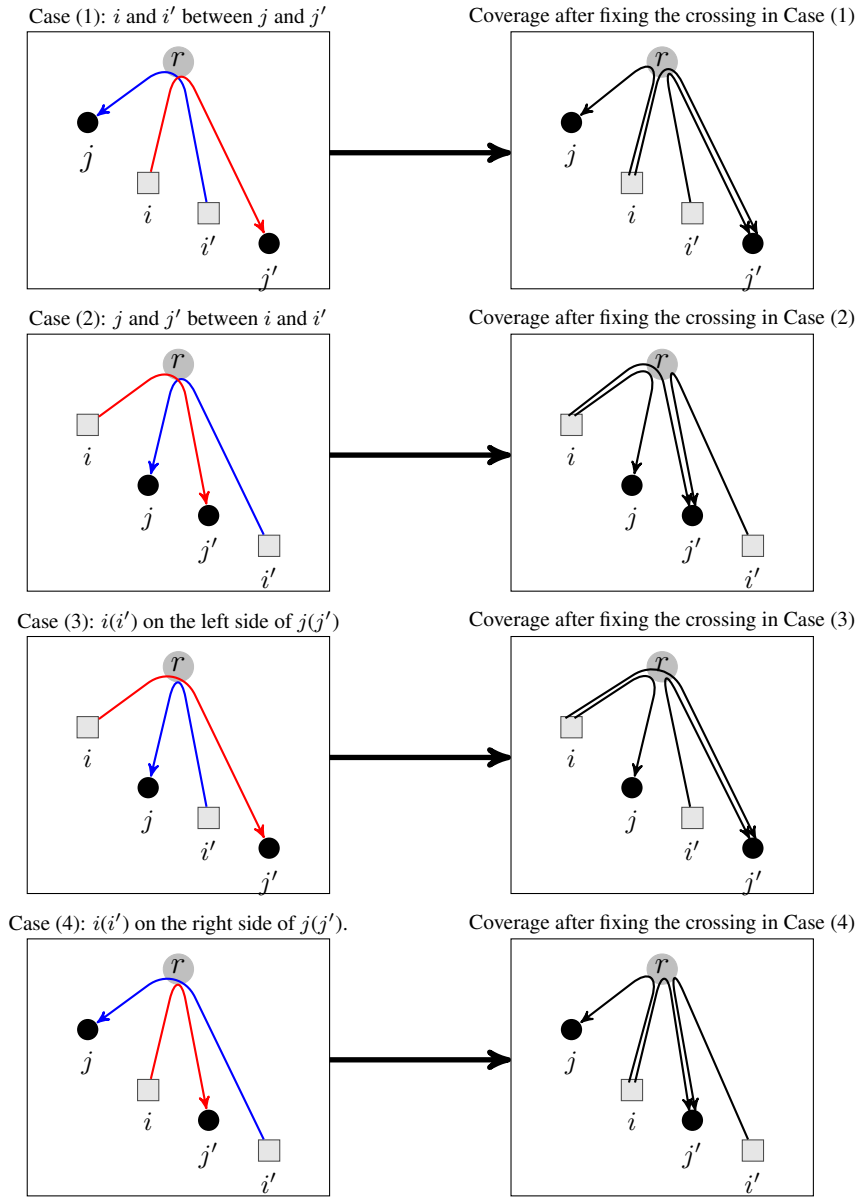 Case (1): i and i′ between j and j′
Coverage after fixing the crossing in Case (1)
r
r
j
j
i
i
i′
i′
j′
j′
Case (2): j and j′ between i and i′
Coverage after fixing the crossing in Case (2)
r
r
i
i
j
j
j′
j′
i′
i′
Case (3): i(i′) on the left side of j(j′)
Coverage after fixing the crossing in Case (3)
r
r
i
i
j
j
i′
i′
j′
j′
Case (4): i(i′) on the right side of j(j′).
Coverage after fixing the crossing in Case (4)
r
r
j
j
i
i
j′
j′
i′
i′